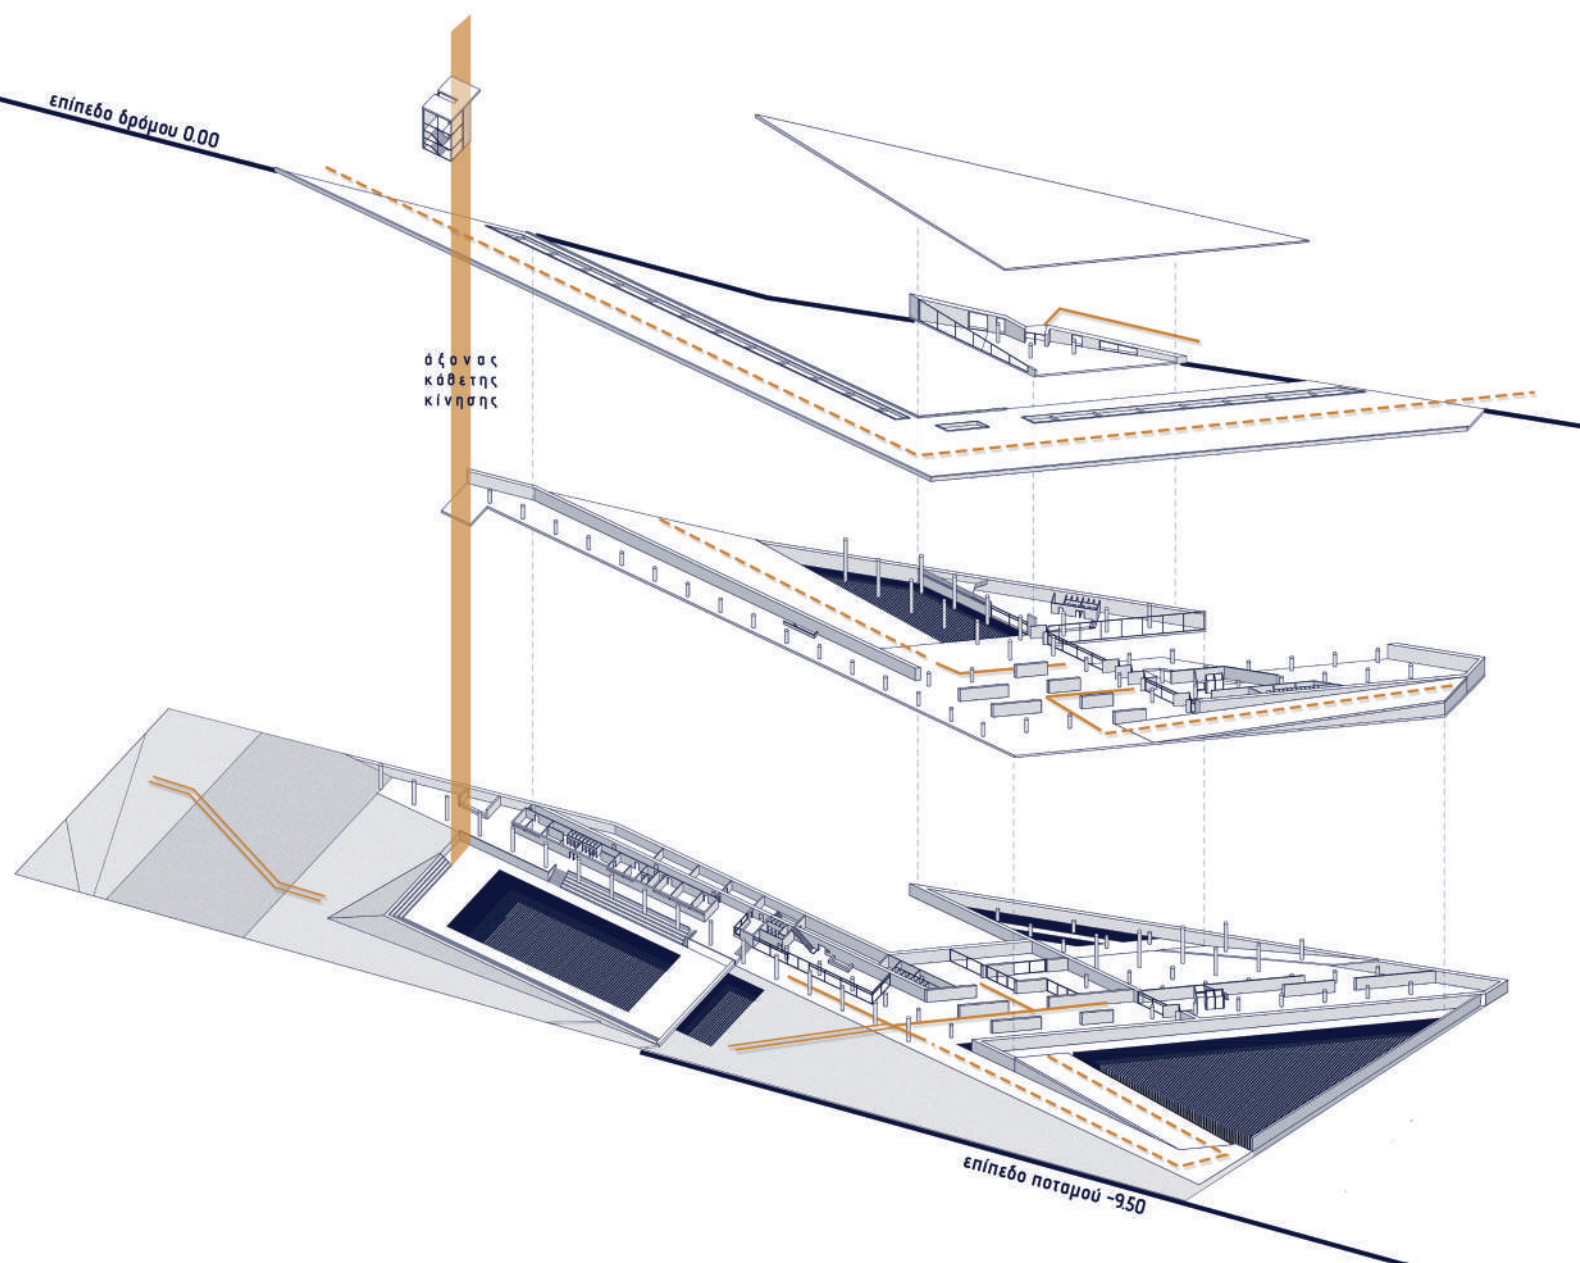 επίπεδο δρόμου 0.00
άξονας
κάθετης
κίνησης
επίπεδο ποταμού -9.50